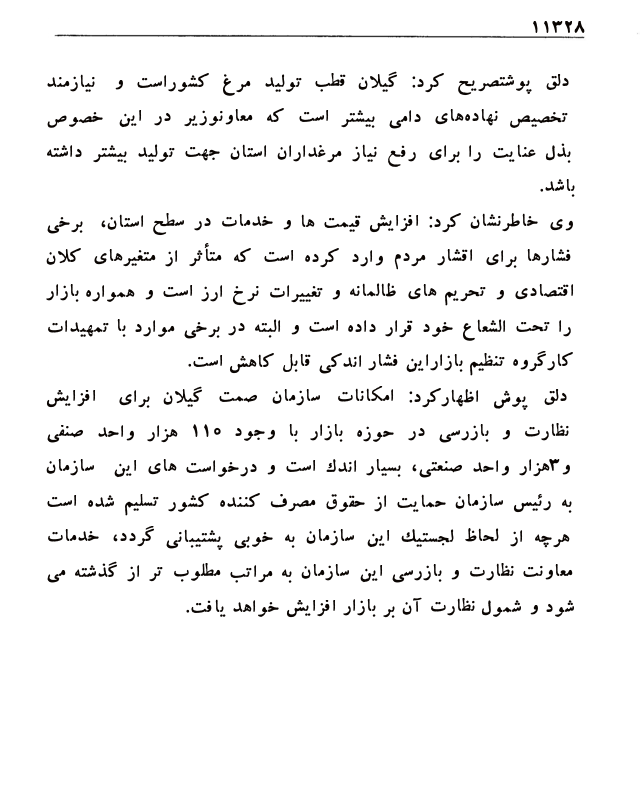 ۱۱۳۲۸
دلق پوشتصریح کرد: گیلان قطب تولید مرغ کشوراست و نیازمند
تخصیص نهاده‌های دامی بیشتر است که معاونوزیر در این خصوص
بذل عنایت را برای رفع نیاز مرغداران استان جهت تولید بیشتر داشته
باشد.
وی خاطرنشان کرد: افزایش قیمت ها و خدمات در سطح استان، برخی
فشارها برای اقشار مردم وارد کرده است که متأثر از متغیرهای کلان
اقتصادی و تحریم های ظالمانه و تغییرات نرخ ارز است و همواره بازار
را تحت الشعاع خود قرار داده است و البته در برخی موارد با تمهیدات
کارگروه تنظیم بازاراین فشار اندکی قابل کاهش است.
دلق پوش اظهارکرد: امکانات سازمان صمت گیلان برای افزایش
نظارت و بازرسی در حوزه بازار با وجود ۱۱۰ هزار واحد صنفی
و۳هزار واحد صنعتی، بسیار اندك است و درخواست های این سازمان
به رئیس سازمان حمایت از حقوق مصرف کننده کشور تسلیم شده است
هرچه از لحاظ لجستیك این سازمان به خوبی پشتیبانی گردد، خدمات
معاونت نظارت و بازرسی این سازمان به مراتب مطلوب تر از گذشته می
شود و شمول نظارت آن بر بازار افزایش خواهد یافت.